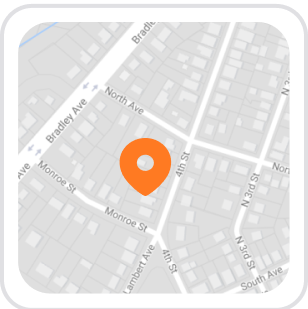 Bradley
N 3rd
North Ave
Bradley Ave
4th St
Nor
Ave
Monroe St
N 3rd St
Monroe St
N 3rd St
Lambert Ave
4th St
South Ave